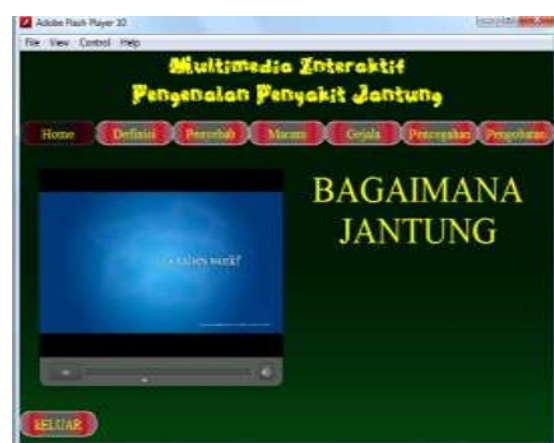 Adobe Flash Player 10
File View Control Help
Multimedia Interaktif
Pengenalan Penyakit Jantung
Home Definisi Penyebab Macam Gejala Pencegahan Pengobatan
BAGAIMANA
JANTUNG
work?
KELUAR